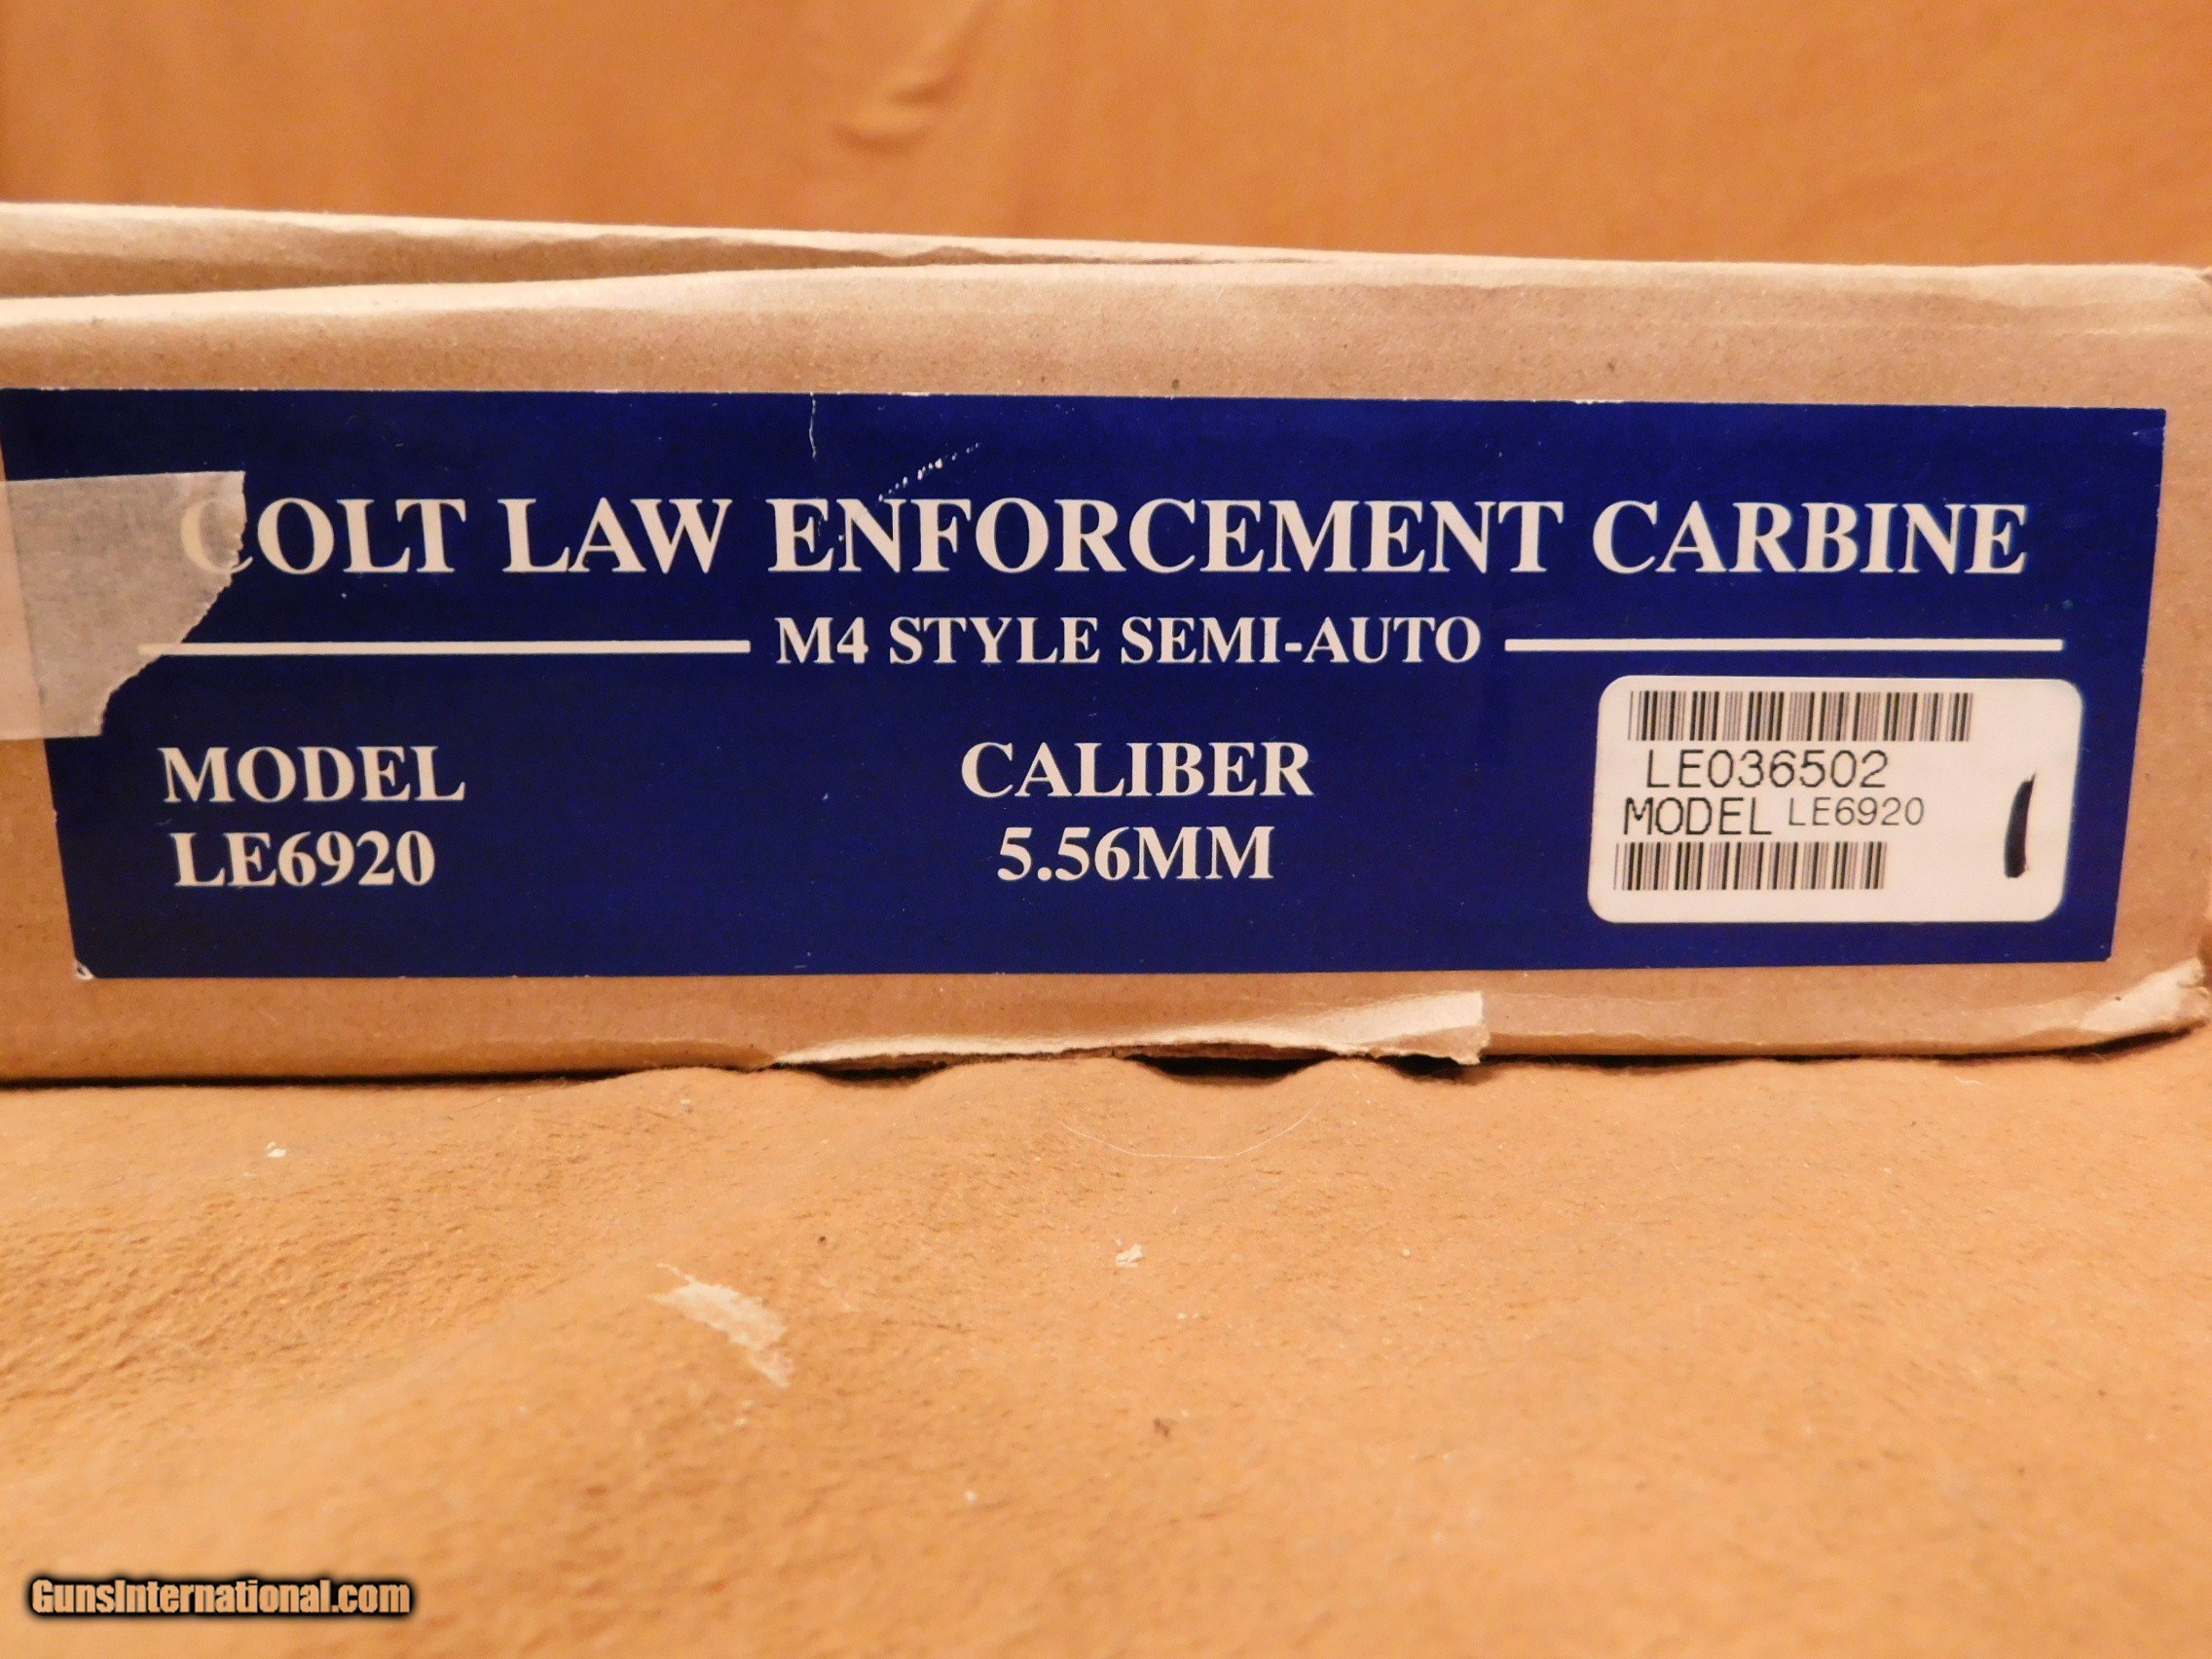 COLT LAW ENFORCEMENT CARBINE
M4 STYLE SEMI-AUTO
MODEL
LE6920
CALIBER
5.56MM
LE036502
MODEL LE6920
GunsInternational.com